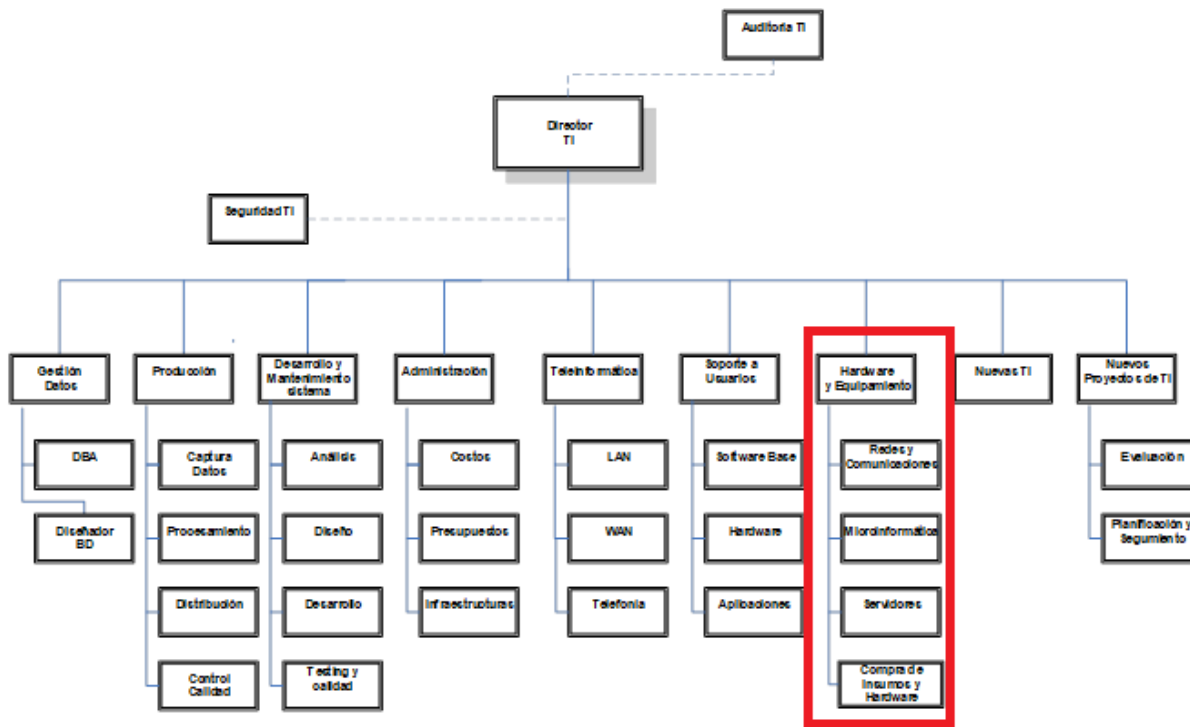 Auditoría TI
Director
TI
Seguridad TI
Gestión
Datos
Producción
Desarrollo y
Mantenimiento
sistema
Administración
Teleinformática
Soporte a
Usuarios
Hardware
y Equipamiento
Nuevas TI
Nuevos
Proyectos de TI
DBA
Captura
Datos
Análisis
Costos
LAN
Software Base
Redes y
Comunicaciones
Evaluación
Diseñador
BD
Procesamiento
Diseño
Presupuestos
WAN
Hardware
Microinformática
Planificación y
Segumiento
Distribución
Desarrollo
Infraestructuras
Telefonía
Aplicaciones
Servidores
Control
Calidad
Testing y
calidad
Compra de
Insumos y
Hardware